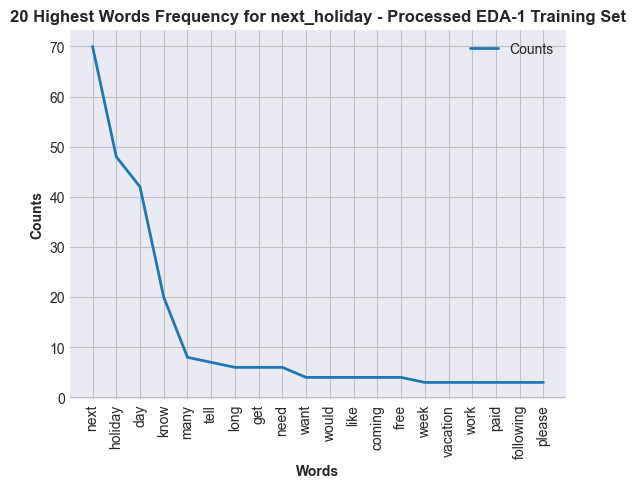 20 Highest Words Frequency for next_holiday - Processed EDA-1 Training Set
Counts
70
60
50
40
30
20
10
0
Counts
next
holiday
day
know
many
tell
long
get
need
want
would
like
coming
free
week
vacation
work
paid
following
please
Words